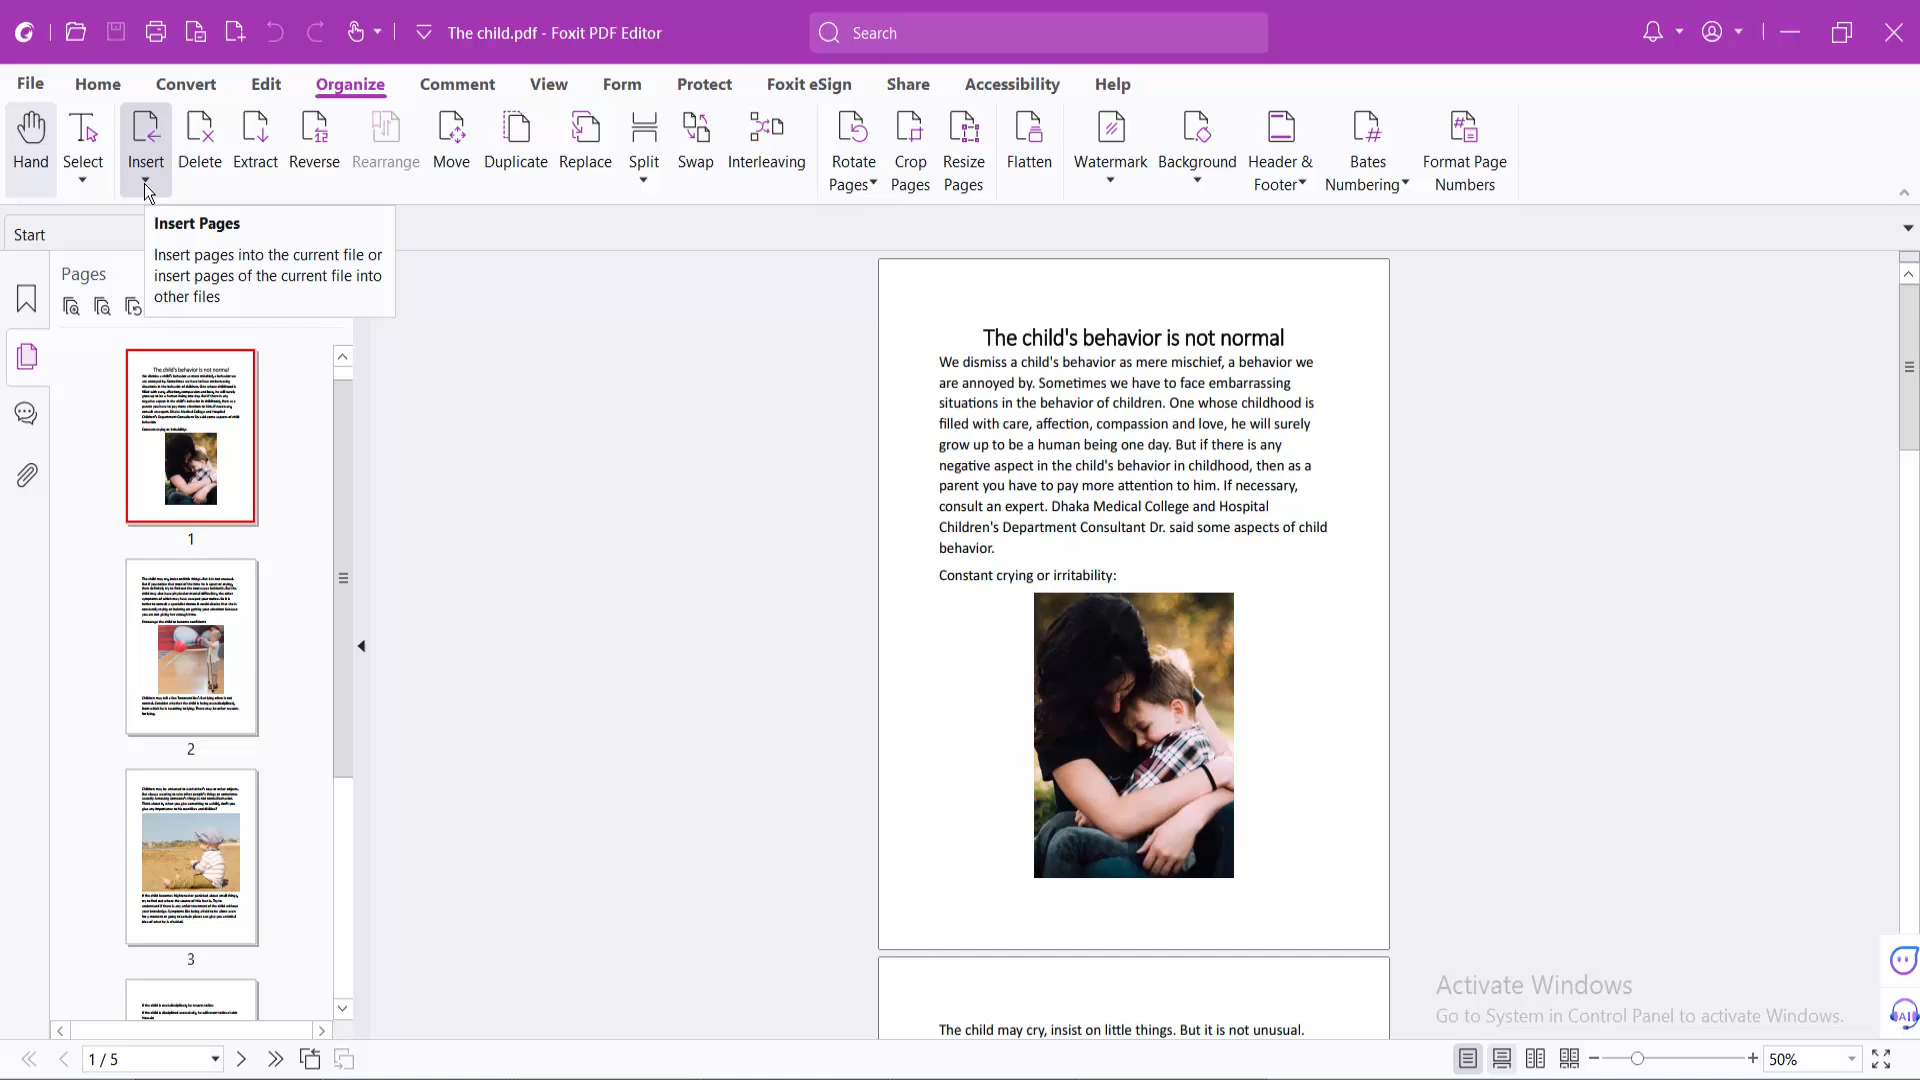 The child.pdf - Foxit PDF Editor
Search
File
Home
Convert
Edit
Organize
Comment
View
Form
Protect
Foxit eSign
Share
Accessibility
Help
Hand
Select
Insert
Delete
Extract
Reverse
Rearrange
Move
Duplicate
Replace
Split
Swap
Interleaving
Rotate
Pages
Crop
Pages
Resize
Pages
Flatten
Watermark
Background
Header &
Footer
Bates
Numbering
Format Page
Numbers
Start
Insert Pages
Insert pages into the current file or
insert pages of the current file into
other files
Pages
1
2
3
The child's behavior is not normal
We dismiss a child's behavior as mere mischief, a behavior we
are annoyed by. Sometimes we have to face embarrassing
situations in the behavior of children. One whose childhood is
filled with care, affection, compassion and love, he will surely
grow up to be a human being one day. But if there is any
negative aspect in the child's behavior in childhood, then as a
parent you have to pay more attention to him. If necessary,
consult an expert. Dhaka Medical College and Hospital
Children's Department Consultant Dr. said some aspects of child
behavior.
Constant crying or irritability:
The child may cry, insist on little things. But it is not unusual.
Activate Windows
Go to System in Control Panel to activate Windows.
AI
1 / 5
50%